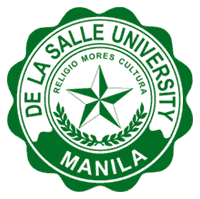 DE LA SALLE UNIVERSITY
RELIGIO MORES CULTURA
MANILA